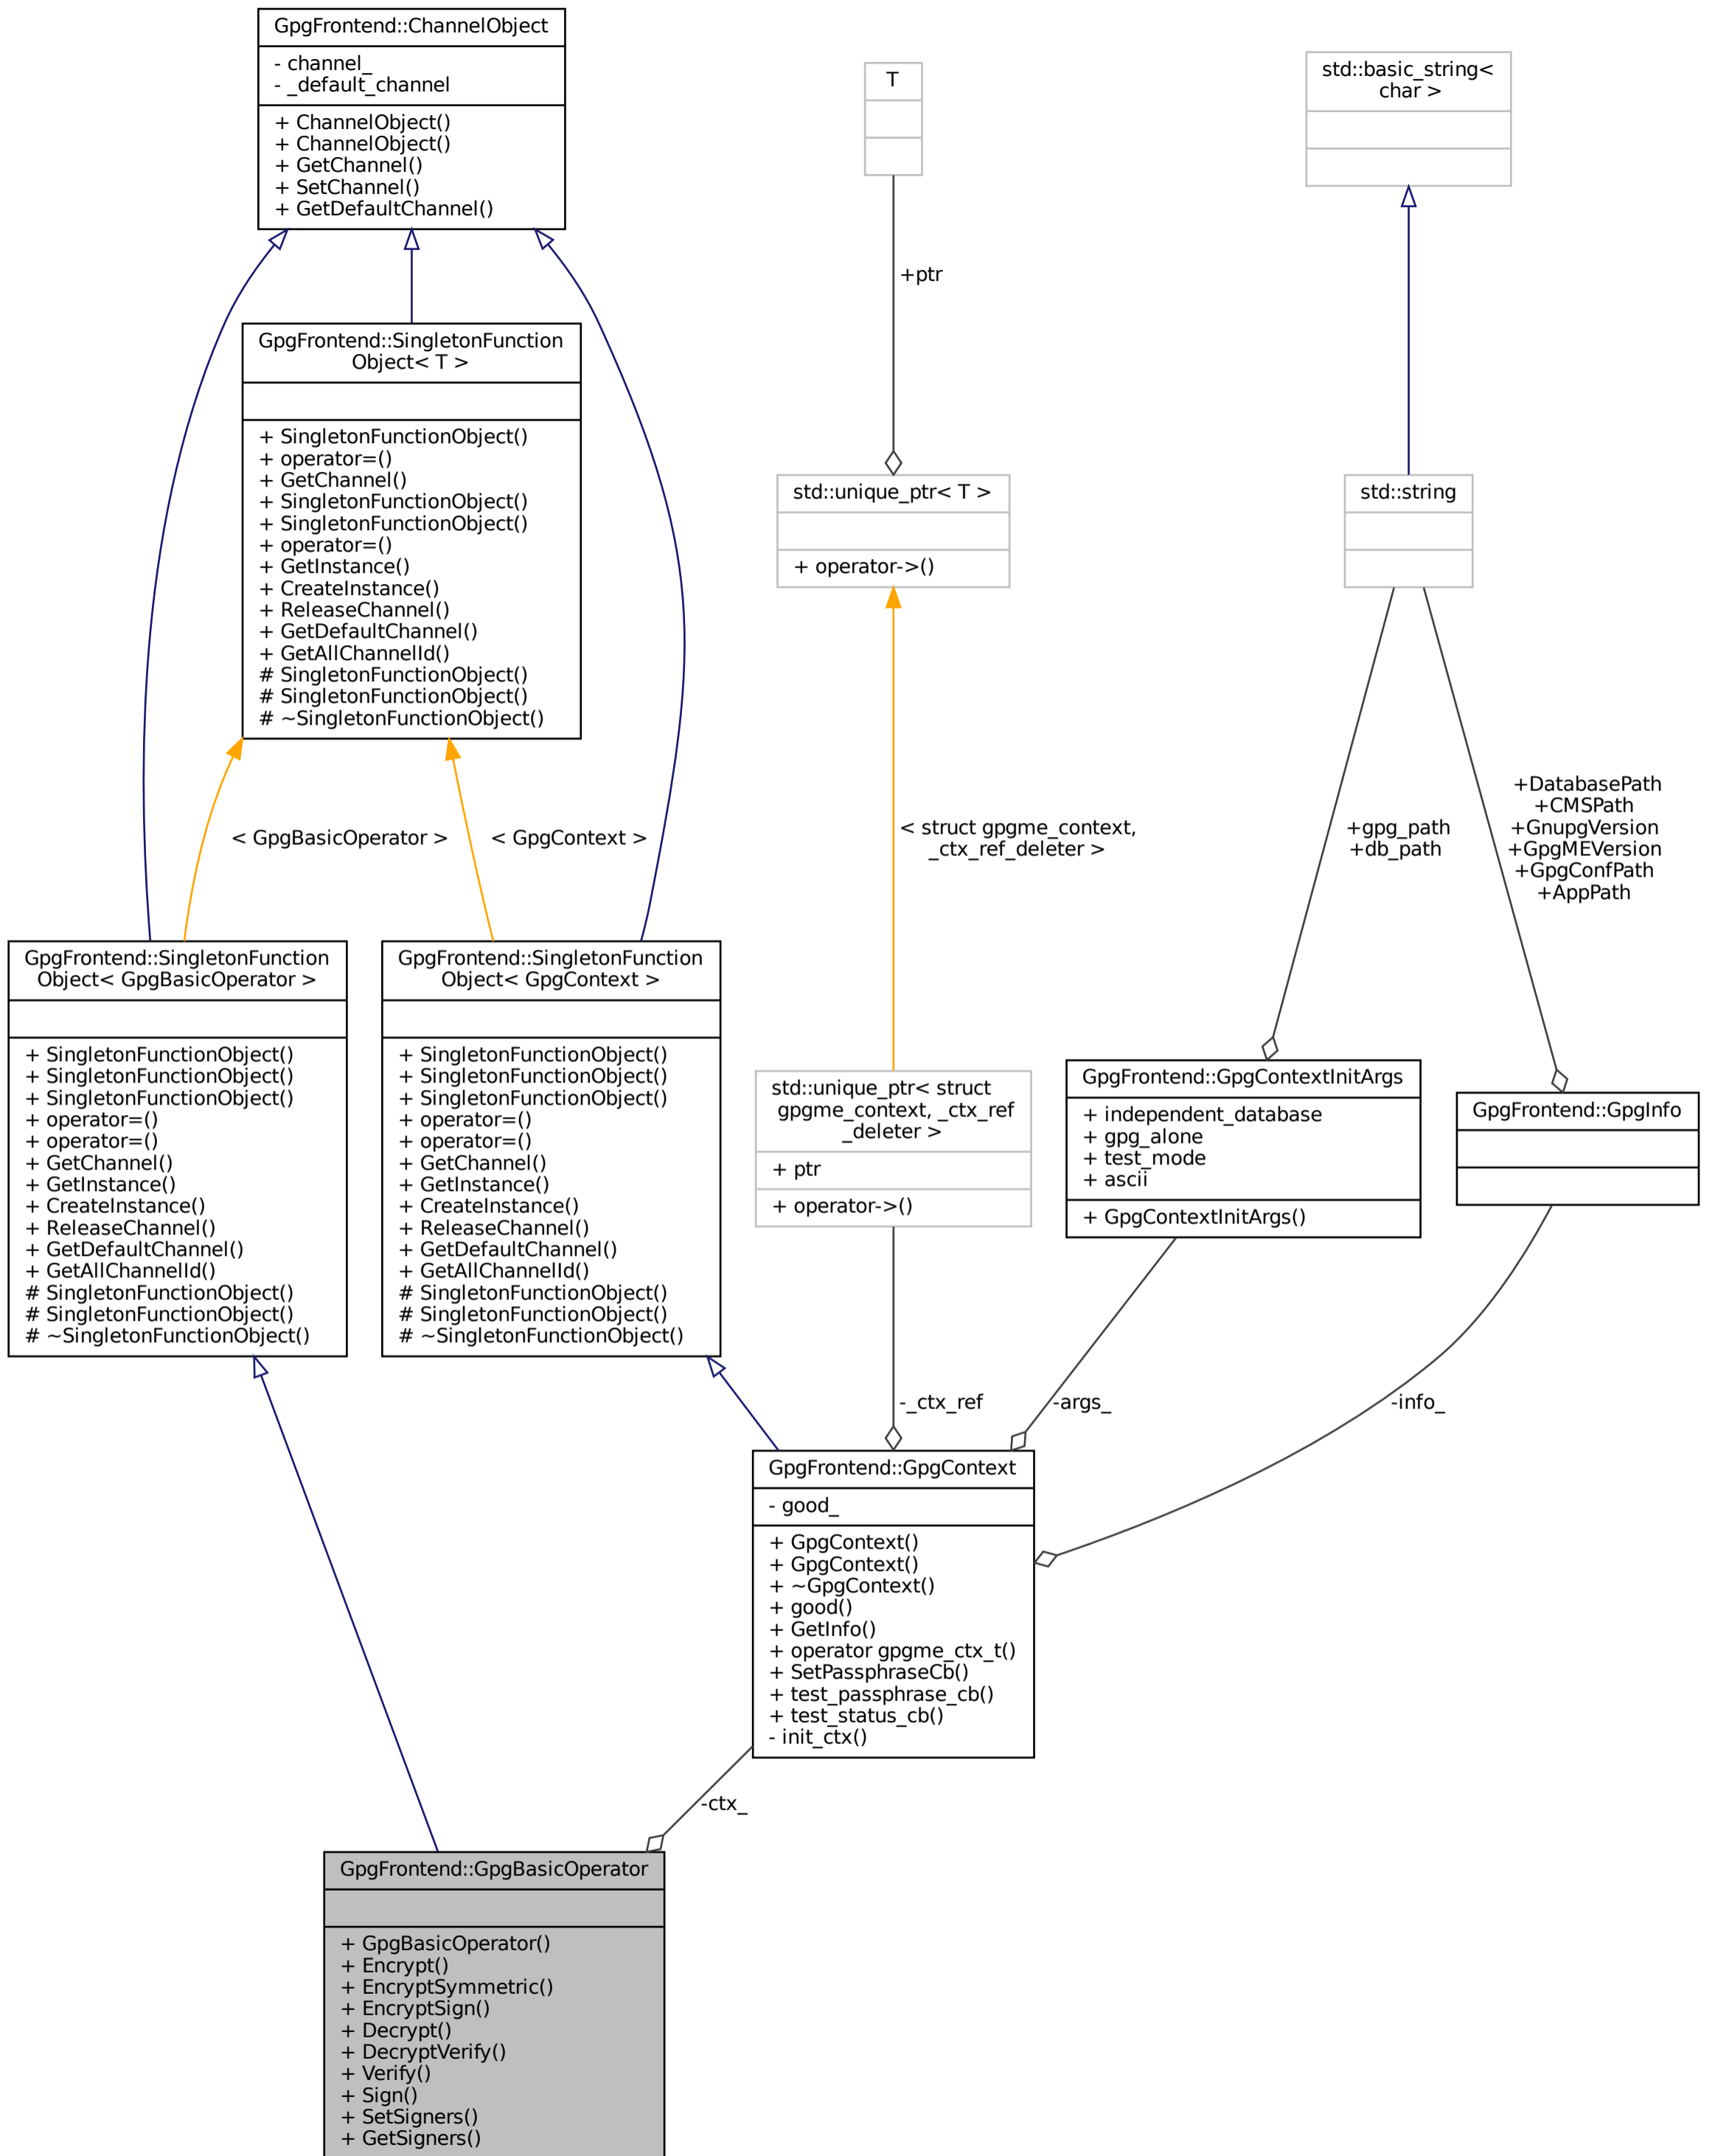 GpgFrontend::ChannelObject
- channel_
- _default_channel
+ ChannelObject()
+ ChannelObject()
+ GetChannel()
+ SetChannel()
+ GetDefaultChannel()
T
std::basic_string<
char >
+ptr
GpgFrontend::SingletonFunction
Object< T >
+ SingletonFunctionObject()
+ operator=()
+ GetChannel()
+ SingletonFunctionObject()
+ SingletonFunctionObject()
+ operator=()
+ GetInstance()
+ CreateInstance()
+ ReleaseChannel()
+ GetDefaultChannel()
+ GetAllChannelId()
# SingletonFunctionObject()
# SingletonFunctionObject()
# ~SingletonFunctionObject()
std::unique_ptr< T >
+ operator->()
std::string
< GpgBasicOperator >
< GpgContext >
< struct gpgme_context,
_ctx_ref_deleter >
+gpg_path
+db_path
+DatabasePath
+CMSPath
+GnupgVersion
+GpgMEVersion
+GpgConfPath
+AppPath
GpgFrontend::SingletonFunction
Object< GpgBasicOperator >
+ SingletonFunctionObject()
+ SingletonFunctionObject()
+ SingletonFunctionObject()
+ operator=()
+ operator=()
+ GetChannel()
+ GetInstance()
+ CreateInstance()
+ ReleaseChannel()
+ GetDefaultChannel()
+ GetAllChannelId()
# SingletonFunctionObject()
# SingletonFunctionObject()
# ~SingletonFunctionObject()
GpgFrontend::SingletonFunction
Object< GpgContext >
+ SingletonFunctionObject()
+ SingletonFunctionObject()
+ SingletonFunctionObject()
+ operator=()
+ operator=()
+ GetChannel()
+ GetInstance()
+ CreateInstance()
+ ReleaseChannel()
+ GetDefaultChannel()
+ GetAllChannelId()
# SingletonFunctionObject()
# SingletonFunctionObject()
# ~SingletonFunctionObject()
std::unique_ptr< struct
gpgme_context, _ctx_ref
_deleter >
+ ptr
+ operator->()
GpgFrontend::GpgContextInitArgs
+ independent_database
+ gpg_alone
+ test_mode
+ ascii
+ GpgContextInitArgs()
GpgFrontend::GpgInfo
-_ctx_ref
-args_
-info_
GpgFrontend::GpgContext
- good_
+ GpgContext()
+ GpgContext()
+ ~GpgContext()
+ good()
+ GetInfo()
+ operator gpgme_ctx_t()
+ SetPassphraseCb()
+ test_passphrase_cb()
+ test_status_cb()
- init_ctx()
-ctx_
GpgFrontend::GpgBasicOperator
+ GpgBasicOperator()
+ Encrypt()
+ EncryptSymmetric()
+ EncryptSign()
+ Decrypt()
+ DecryptVerify()
+ Verify()
+ Sign()
+ SetSigners()
+ GetSigners()